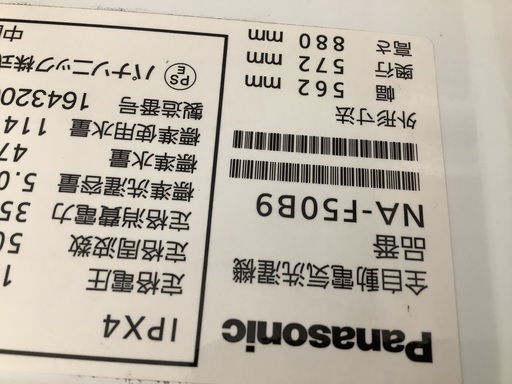 Panasonic
全自動電気洗濯機
品番
NA-F50B9
外形寸法
幅 562 mm
奥行 572 mm
高さ 880 mm
IPX4
定格電圧 1
定格周波数 50
定格消費電力 35
標準洗濯容量 5.0
標準水量 47
標準使用水量 114
製造番号 1643200
PS E パナソニック株式